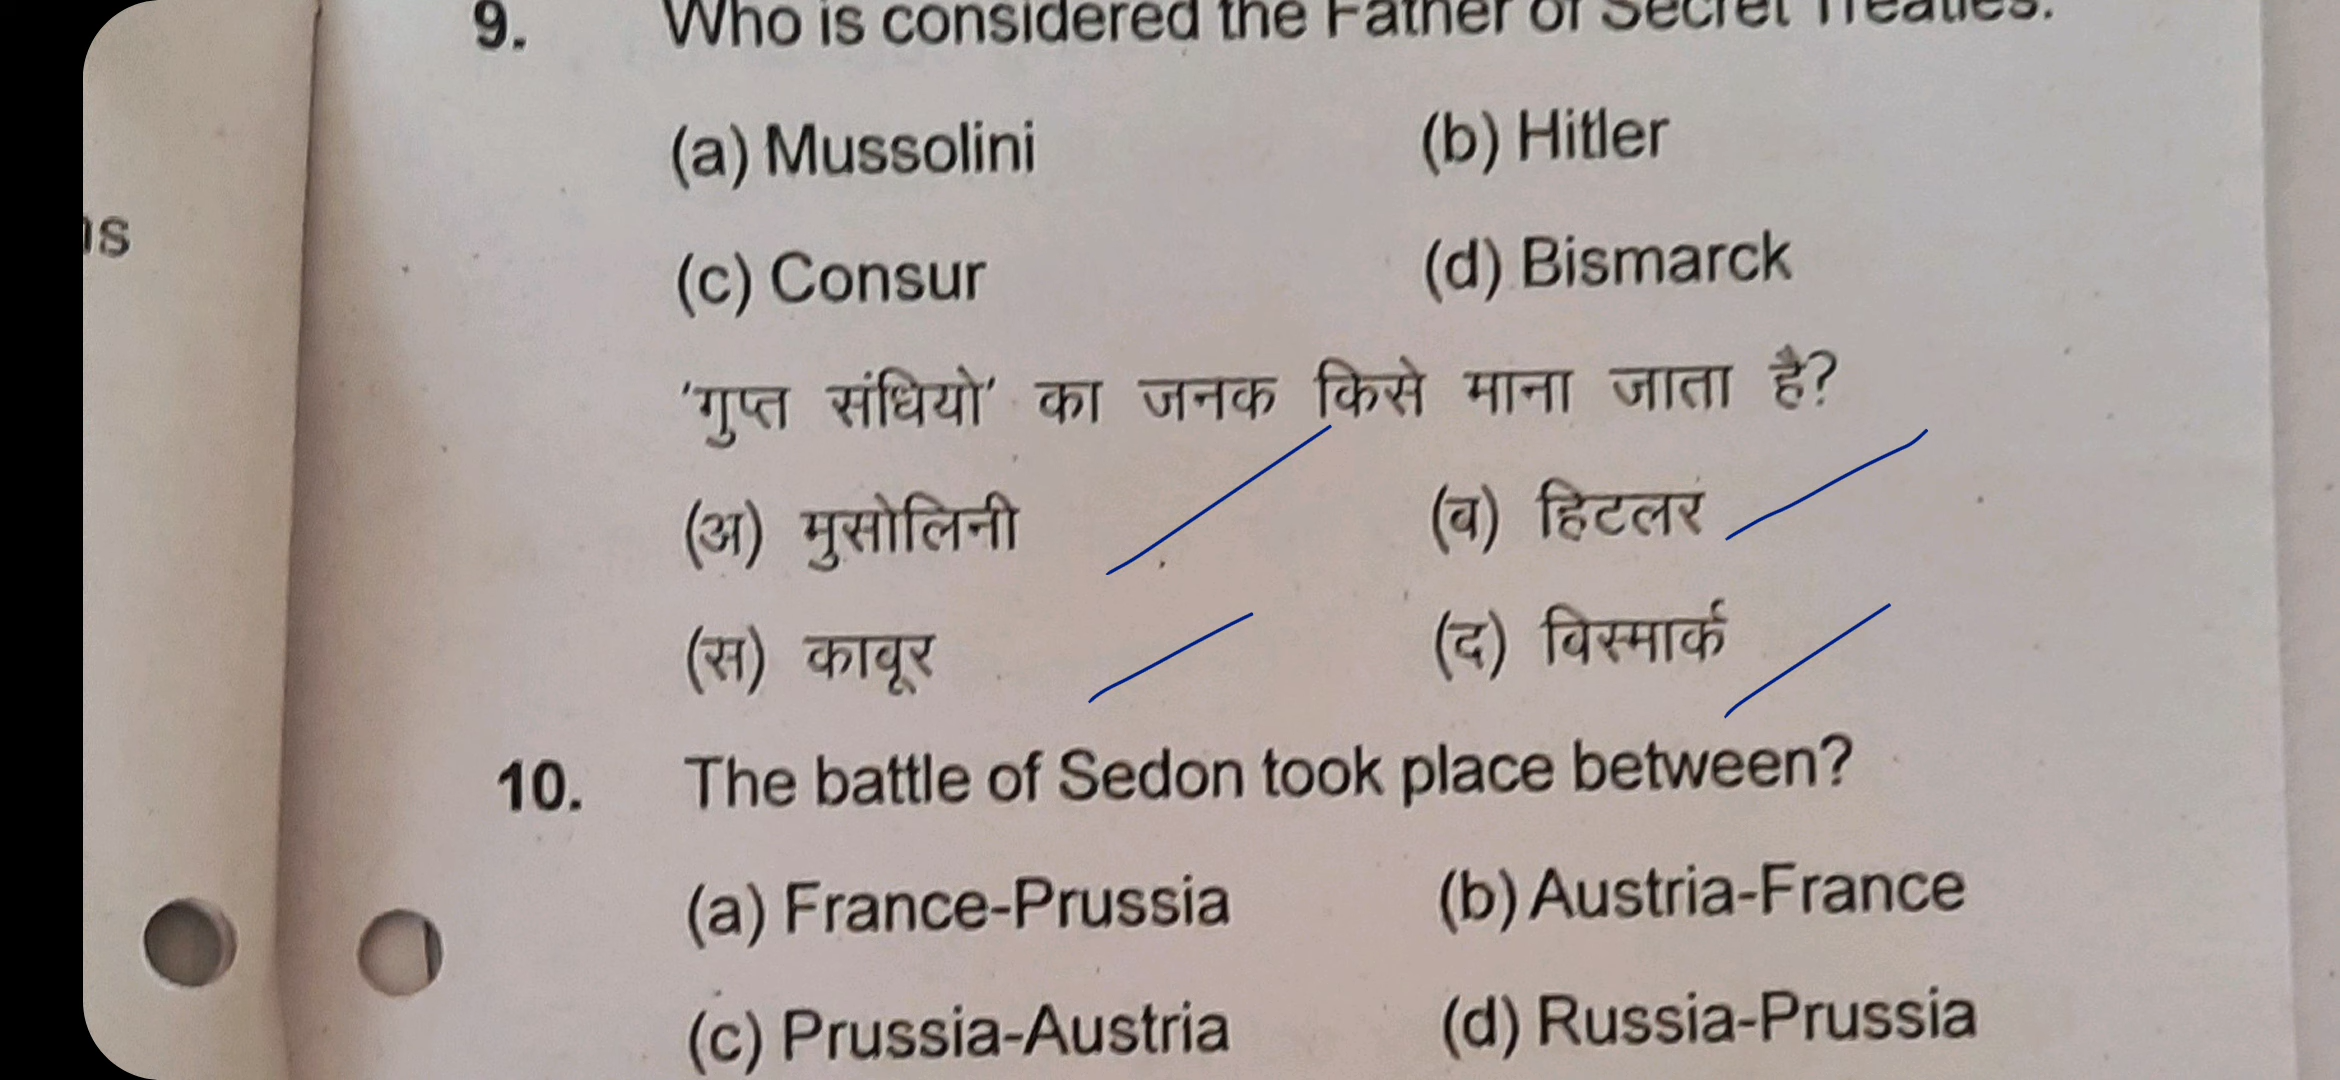 9. Who is considered the Father of Secret Treaties.
(a) Mussolini (b) Hitler
(c) Consur (d) Bismarck
'गुप्त संधियो' का जनक किसे माना जाता है?
(अ) मुसोलिनी (व) हिटलर
(स) कावूर (द) विस्मार्क
10. The battle of Sedon took place between?
(a) France-Prussia (b) Austria-France
(c) Prussia-Austria (d) Russia-Prussia